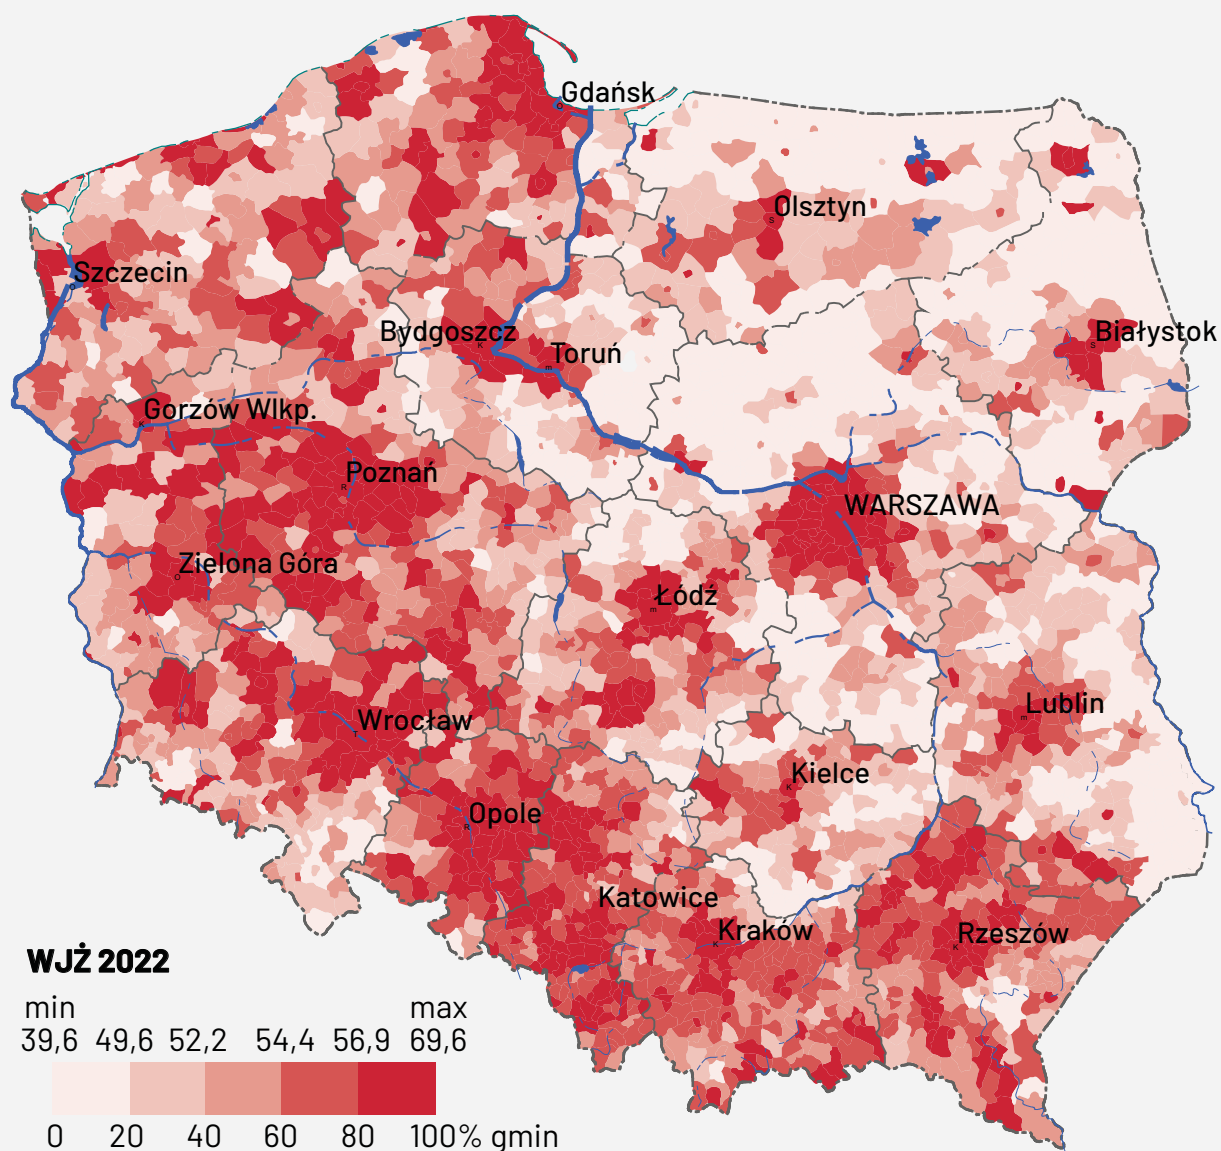 Gdańsk
Olsztyn
Szczecin
Bydgoszcz
Białystok
Toruń
Gorzów Wlkp.
Poznań
WARSZAWA
Zielona Góra
Łódź
Lublin
Wrocław
Kielce
Opole
Katowice
Kraków
Rzeszów
WJŻ 2022
min max
39,6 49,6 52,2 54,4 56,9 69,6
0 20 40 60 80 100% gmin